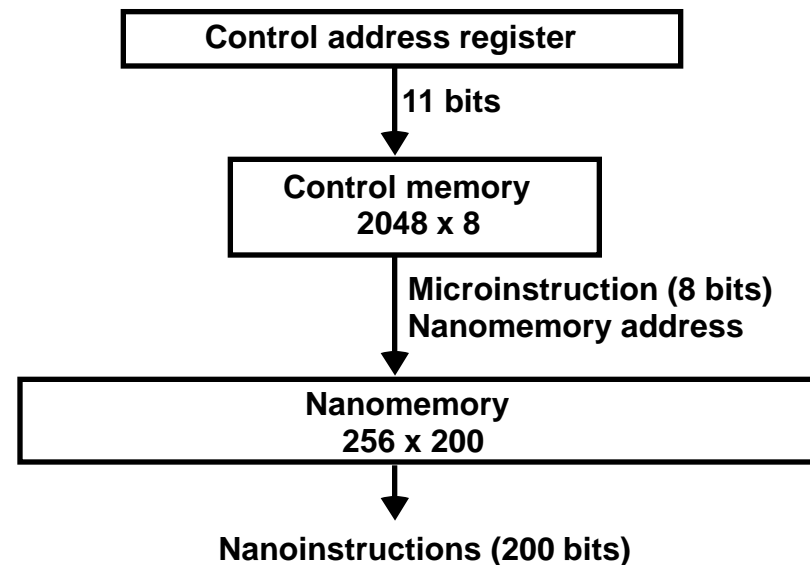 Control address register
11 bits
Control memory
2048 x 8
Microinstruction (8 bits)
Nanomemory address
Nanomemory
256 x 200
Nanoinstructions (200 bits)